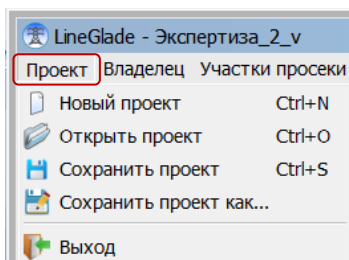 LineGlade - Экспертиза_2_v
Проект Владелец Участки просеки
Новый проект Ctrl+N
Открыть проект Ctrl+O
Сохранить проект Ctrl+S
Сохранить проект как...
Выход